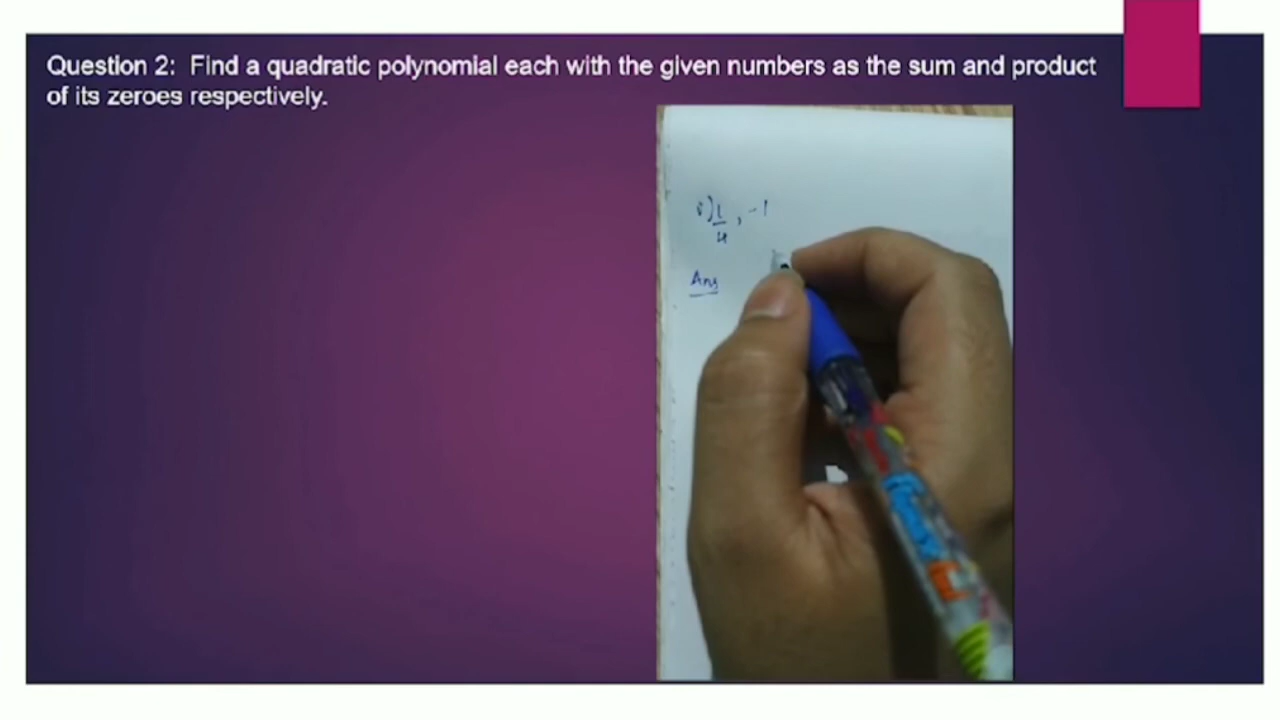 Question 2: Find a quadratic polynomial each with the given numbers as the sum and product
of its zeroes respectively.
i) 1/4, -1
Ans